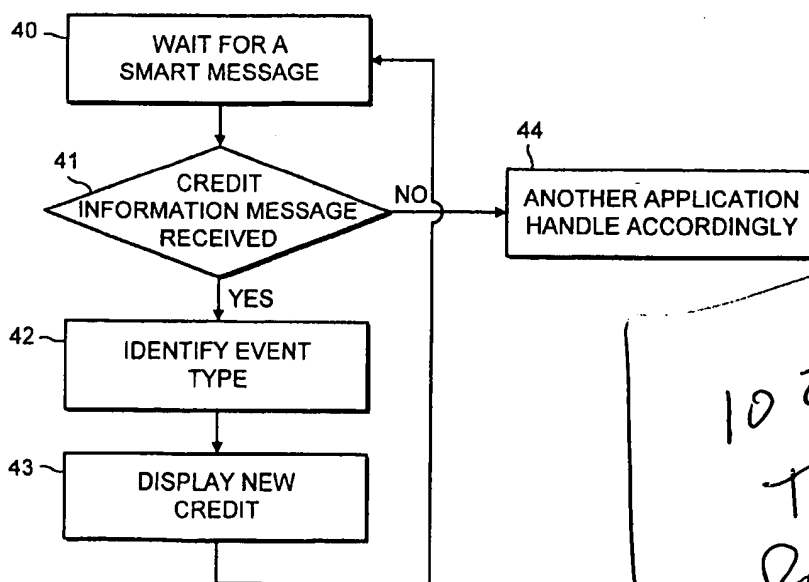 40
WAIT FOR A
SMART MESSAGE
41
CREDIT
INFORMATION MESSAGE
RECEIVED
NO
44
ANOTHER APPLICATION
HANDLE ACCORDINGLY
YES
42
IDENTIFY EVENT
TYPE
43
DISPLAY NEW
CREDIT
10